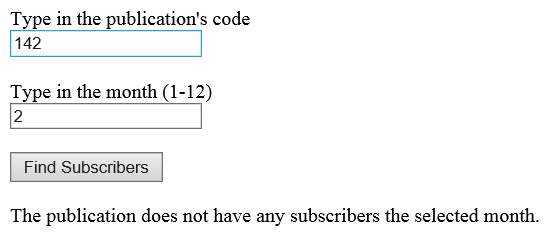 Type in the publication's code
142
Type in the month (1-12)
2
Find Subscribers
The publication does not have any subscribers the selected month.